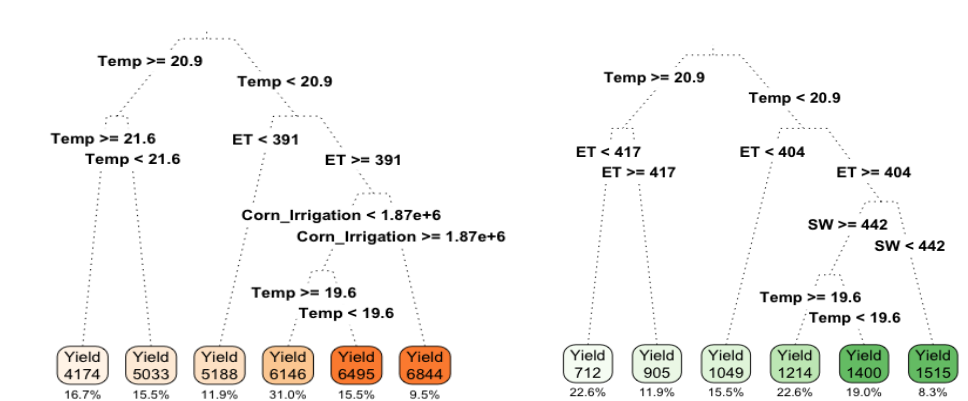 Temp >= 20.9
Temp < 20.9
Temp >= 21.6
Temp < 21.6
ET < 391
ET >= 391
Corn_Irrigation < 1.87e+6
Corn_Irrigation >= 1.87e+6
Temp >= 19.6
Temp < 19.6
Yield
4174
16.7%
Yield
5033
15.5%
Yield
5188
11.9%
Yield
6146
31.0%
Yield
6495
15.5%
Yield
6844
9.5%
Temp >= 20.9
Temp < 20.9
ET < 417
ET >= 417
ET < 404
ET >= 404
SW >= 442
SW < 442
Temp >= 19.6
Temp < 19.6
Yield
712
22.6%
Yield
905
11.9%
Yield
1049
15.5%
Yield
1214
22.6%
Yield
1400
19.0%
Yield
1515
8.3%